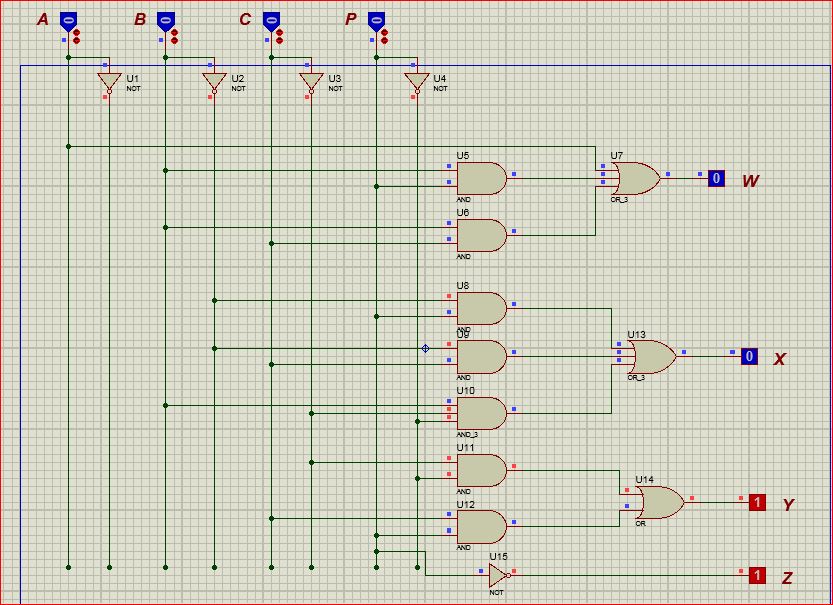 A B C P
0 0 0 0
U1 U2 U3 U4
NOT NOT NOT NOT
U5 U7
0 W
AND OR_3
U6
AND
U8
AND
U9 U13
0 X
AND OR_3
U10
AND_3
U11
AND U14
1 Y
U12
OR
AND
U15
1 Z
NOT